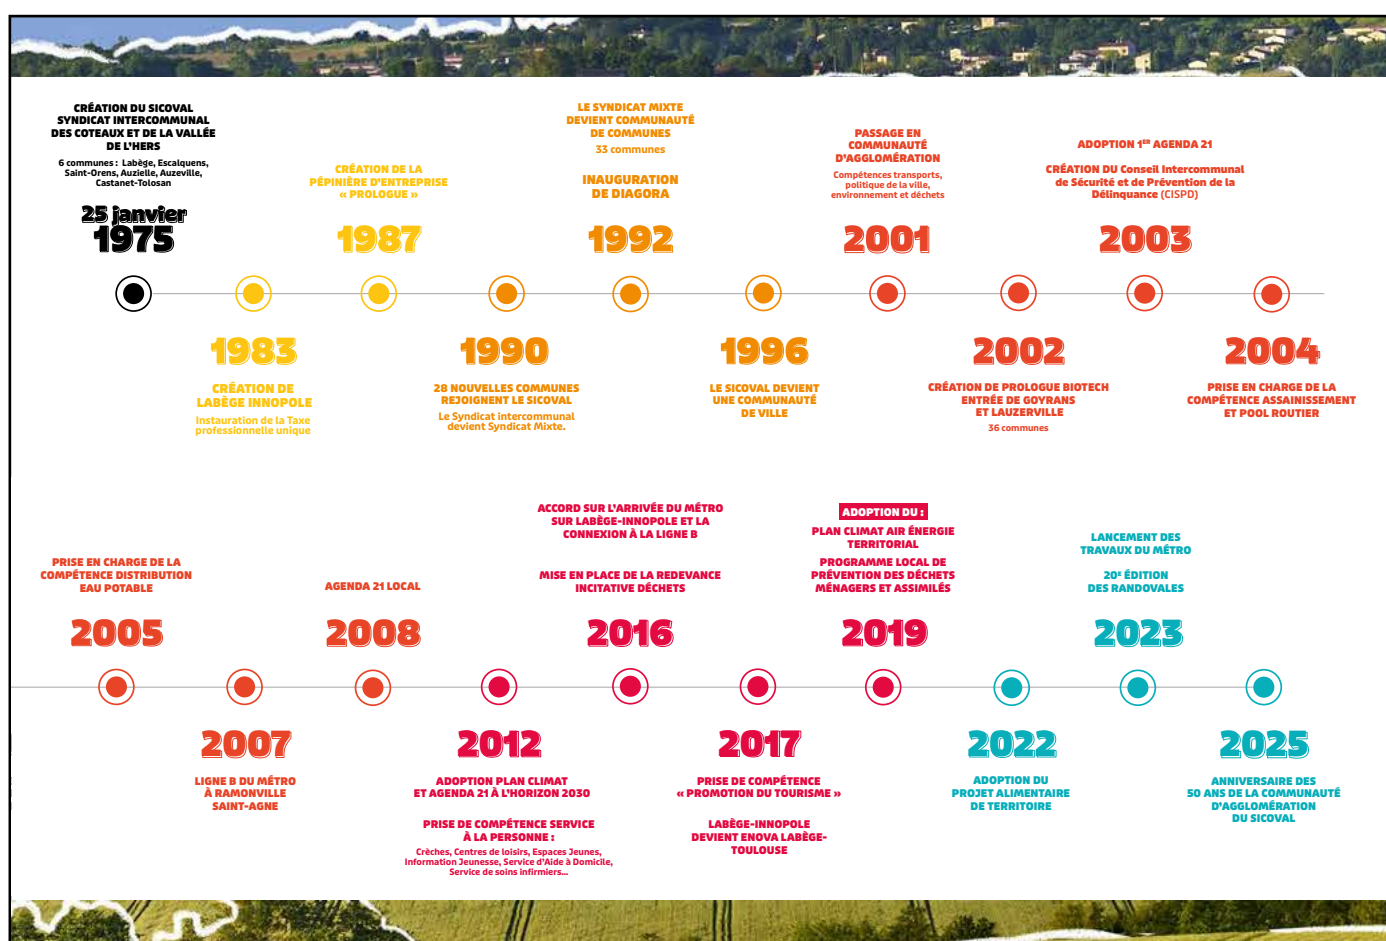 CRÉATION DU SICOVAL
SYNDICAT INTERCOMMUNAL
DES COTEAUX ET DE LA VALLÉE
DE L'HERS
6 communes : Labège, Escalquens,
Saint-Orens, Auzielle, Auzeville,
Castanet-Tolosan
25 janvier
1975
1983
CRÉATION DE
LABÈGE INNOPOLE
Instauration de la Taxe
professionnelle unique
CRÉATION DE LA
PÉPINIÈRE D'ENTREPRISE
« PROLOGUE »
1987
1990
28 NOUVELLES COMMUNES
REJOIGNENT LE SICOVAL
Le Syndicat intercommunal
devient Syndicat Mixte.
LE SYNDICAT MIXTE
DEVIENT COMMUNAUTÉ
DE COMMUNES
33 communes
INAUGURATION
DE DIAGORA
1992
1996
LE SICOVAL DEVIENT
UNE COMMUNAUTÉ
DE VILLE
PASSAGE EN
COMMUNAUTÉ
D'AGGLOMÉRATION
Compétences transports,
politique de la ville,
environnement et déchets
2001
2002
CRÉATION DE PROLOGUE BIOTECH
ENTRÉE DE GOYRANS
ET LAUZERVILLE
36 communes
ADOPTION 1ER AGENDA 21
CRÉATION DU Conseil Intercommunal
de Sécurité et de Prévention de la
Délinquance (CISPD)
2003
2004
PRISE EN CHARGE DE LA
COMPÉTENCE ASSAINISSEMENT
ET POOL ROUTIER
PRISE EN CHARGE DE LA
COMPÉTENCE DISTRIBUTION
EAU POTABLE
2005
2007
LIGNE B DU MÉTRO
À RAMONVILLE
SAINT-AGNE
AGENDA 21 LOCAL
2008
2012
ADOPTION PLAN CLIMAT
ET AGENDA 21 À L'HORIZON 2030
PRISE DE COMPÉTENCE SERVICE
À LA PERSONNE :
Crèches, Centres de loisirs, Espaces Jeunes,
Information Jeunesse, Service d'Aide à Domicile,
Service de soins infirmiers...
ACCORD SUR L'ARRIVÉE DU MÉTRO
SUR LABÈGE-INNOPOLE ET LA
CONNEXION À LA LIGNE B
MISE EN PLACE DE LA REDEVANCE
INCITATIVE DÉCHETS
2016
2017
PRISE DE COMPÉTENCE
« PROMOTION DU TOURISME »
LABÈGE-INNOPOLE
DEVIENT ENOVA LABÈGE-
TOULOUSE
ADOPTION DU :
PLAN CLIMAT AIR ÉNERGIE
TERRITORIAL
PROGRAMME LOCAL DE
PRÉVENTION DES DÉCHETS
MÉNAGERS ET ASSIMILÉS
2019
2022
ADOPTION DU
PROJET ALIMENTAIRE
DE TERRITOIRE
LANCEMENT DES
TRAVAUX DU MÉTRO
20E ÉDITION
DES RANDOVALES
2023
2025
ANNIVERSAIRE DES
50 ANS DE LA COMMUNAUTÉ
D'AGGLOMÉRATION
DU SICOVAL